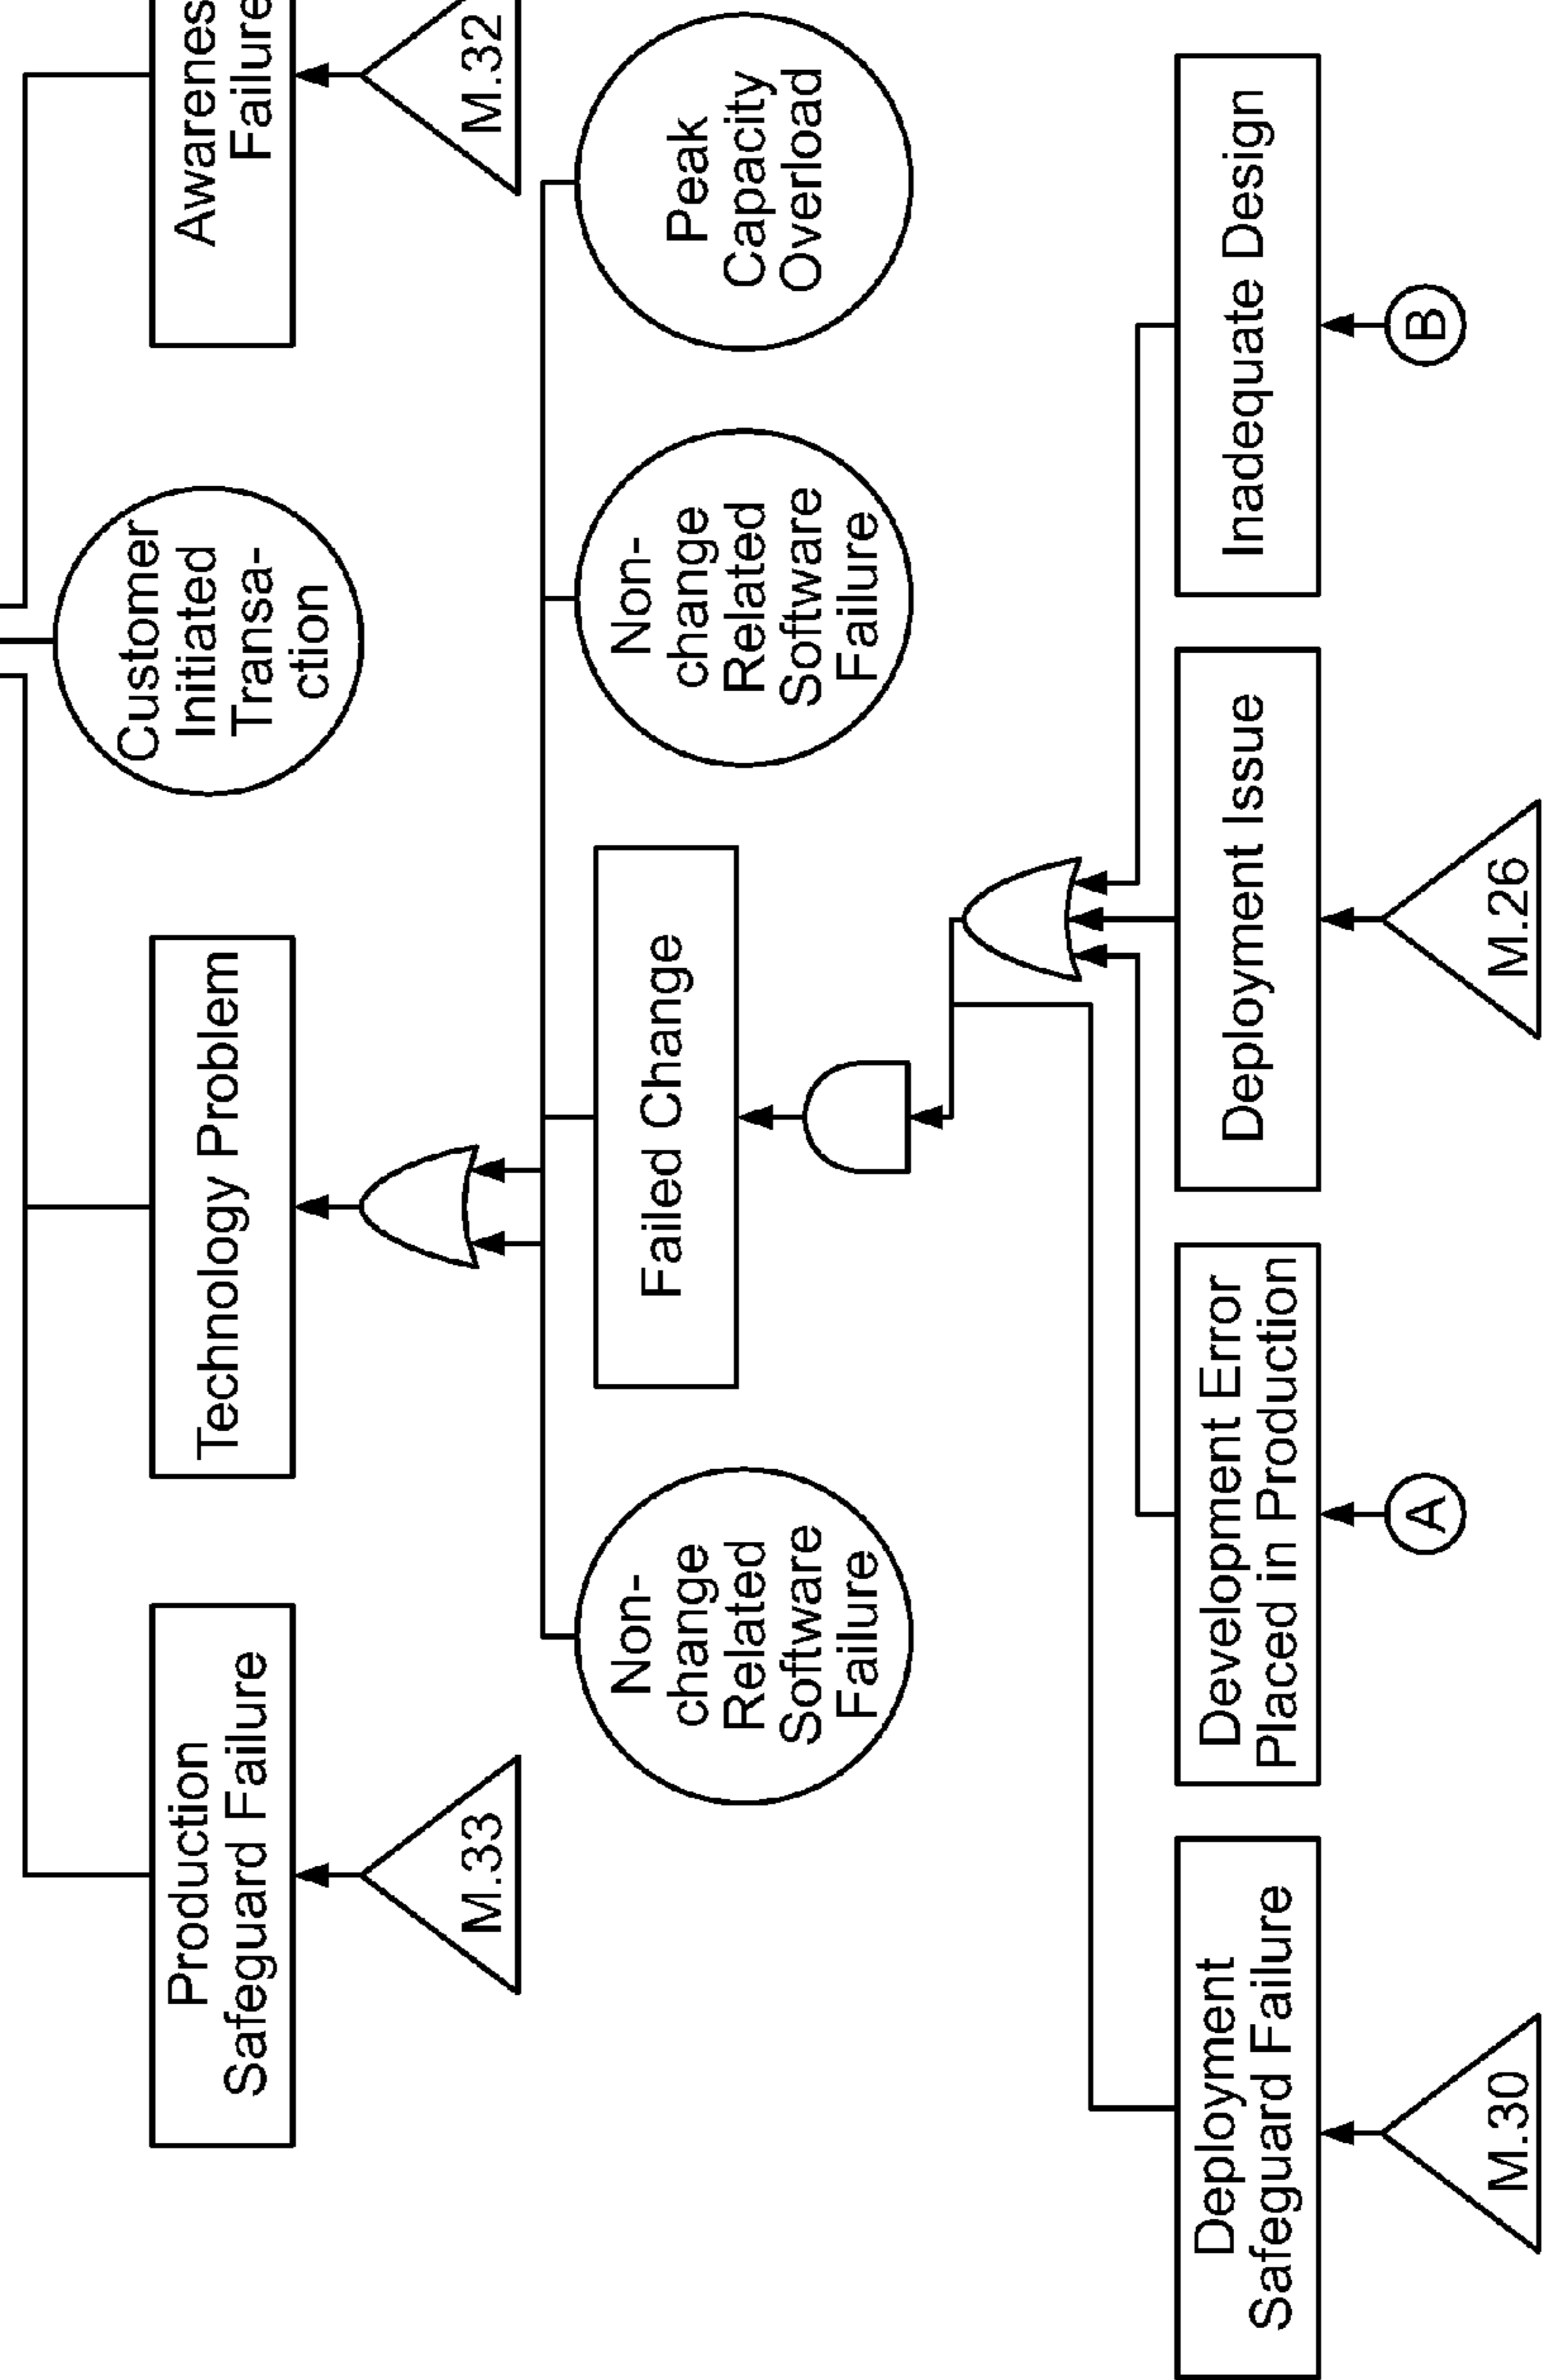 Production
Safeguard Failure
Technology Problem
Customer
Initiated
Transa-
ction
Awarenes
Failure
M.33
M.32
Non-
change
Related
Software
Failure
Failed Change
Non-
change
Related
Software
Failure
Peak
Capacity
Overload
Deployment
Safeguard Failure
Development Error
Placed in Production
Deployment Issue
Inadequate Design
M.30
A
M.26
B